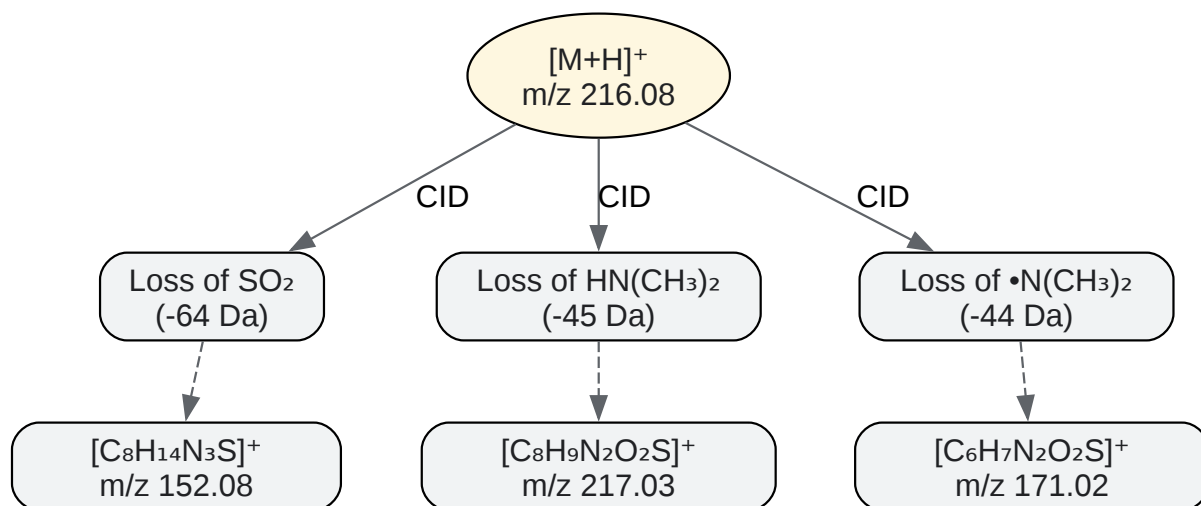 [M+H]⁺
m/z 216.08
CID
CID
CID
Loss of SO₂
(-64 Da)
Loss of HN(CH₃)₂
(-45 Da)
Loss of •N(CH₃)₂
(-44 Da)
[C₈H₁₄N₃S]⁺
m/z 152.08
[C₈H₉N₂O₂S]⁺
m/z 217.03
[C₆H₇N₂O₂S]⁺
m/z 171.02